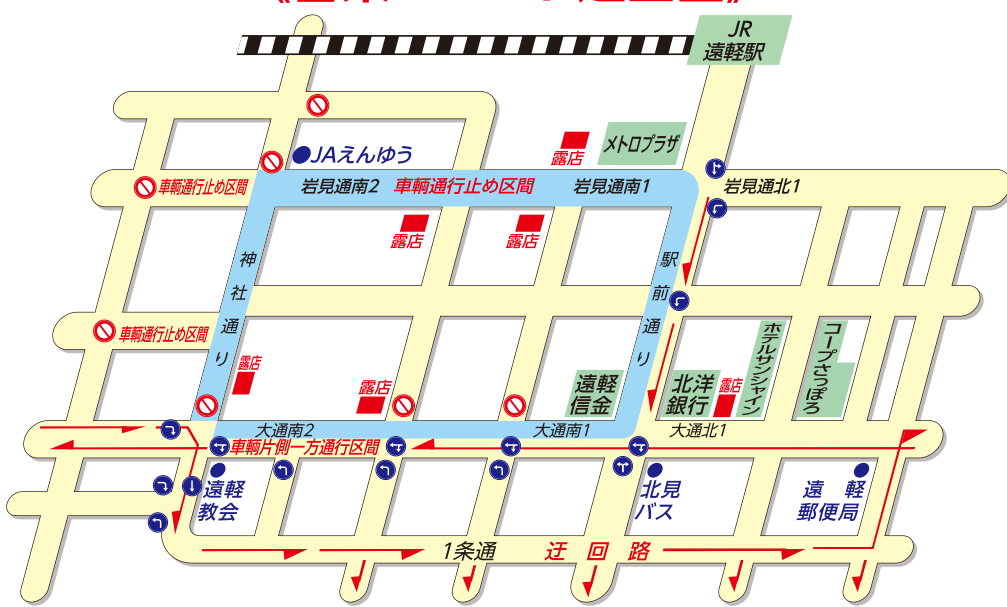 JR
遠軽駅
JAえんゆう
露店
メトロプラザ
車輌通行止め区間
岩見通南2
車輌通行止め区間
岩見通南1
岩見通北1
露店
露店
神社通り
駅前通り
車輌通行止め区間
露店
露店
遠軽
信金
北洋
銀行
露店
ホテルサンシャイン
コープさっぽろ
大通南2
大通南1
大通北1
車輌片側一方通行区間
遠軽
教会
北見
バス
遠軽
郵便局
1条通
迂回路